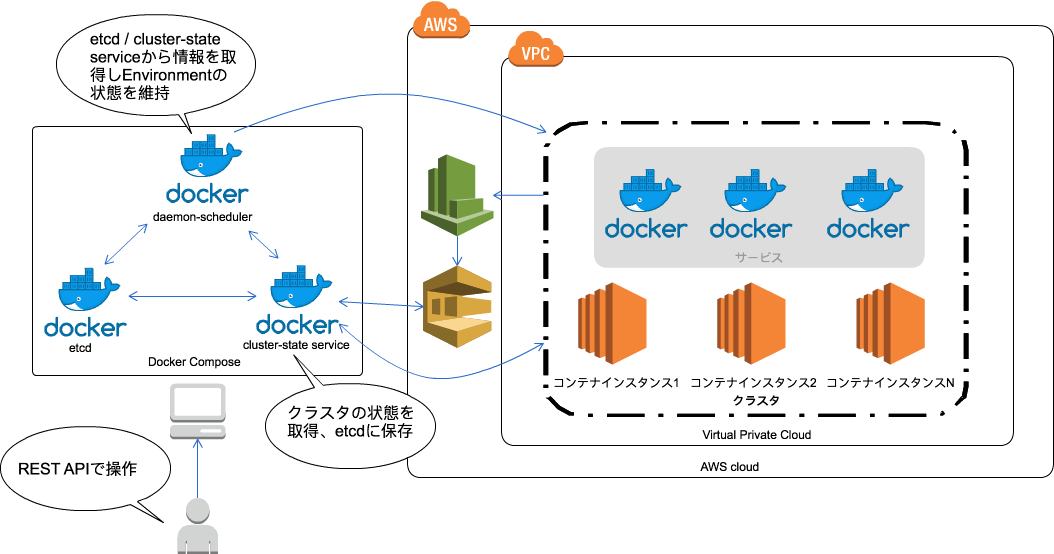 etcd / cluster-state
serviceから情報を取
得しEnvironmentの
状態を維持
docker
daemon-scheduler
docker
etcd
docker
cluster-state service
Docker Compose
クラスタの状態を
取得、etcdに保存
REST APIで操作
AWS
VPC
docker
docker
docker
サービス
コンテナインスタンス1
コンテナインスタンス2
コンテナインスタンスN
クラスタ
Virtual Private Cloud
AWS cloud